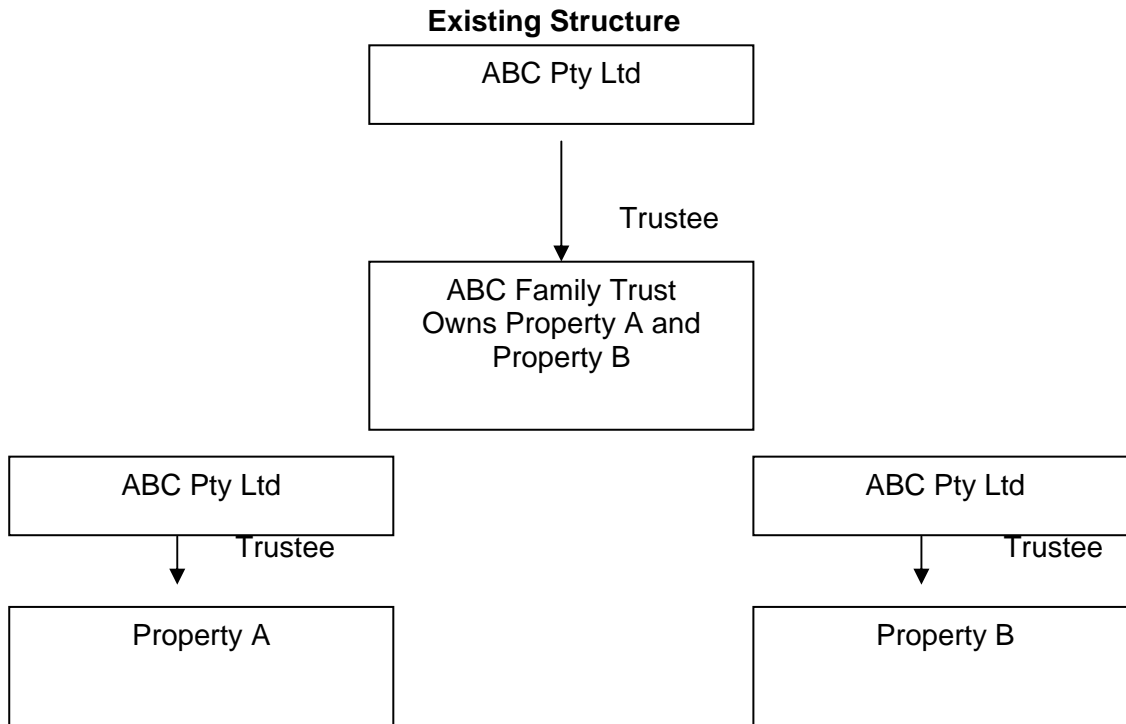 Existing Structure
ABC Pty Ltd
Trustee
ABC Family Trust
Owns Property A and
Property B
ABC Pty Ltd
Trustee
Property A
ABC Pty Ltd
Trustee
Property B